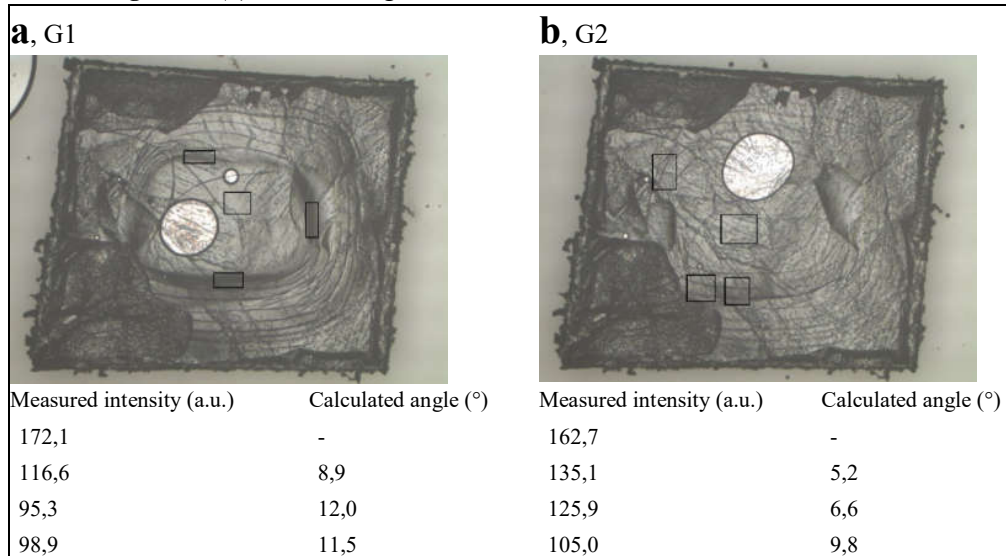 a, G1
b, G2
Measured intensity (a.u.) Calculated angle (°)
172,1 -
116,6 8,9
95,3 12,0
98,9 11,5
Measured intensity (a.u.) Calculated angle (°)
162,7 -
135,1 5,2
125,9 6,6
105,0 9,8